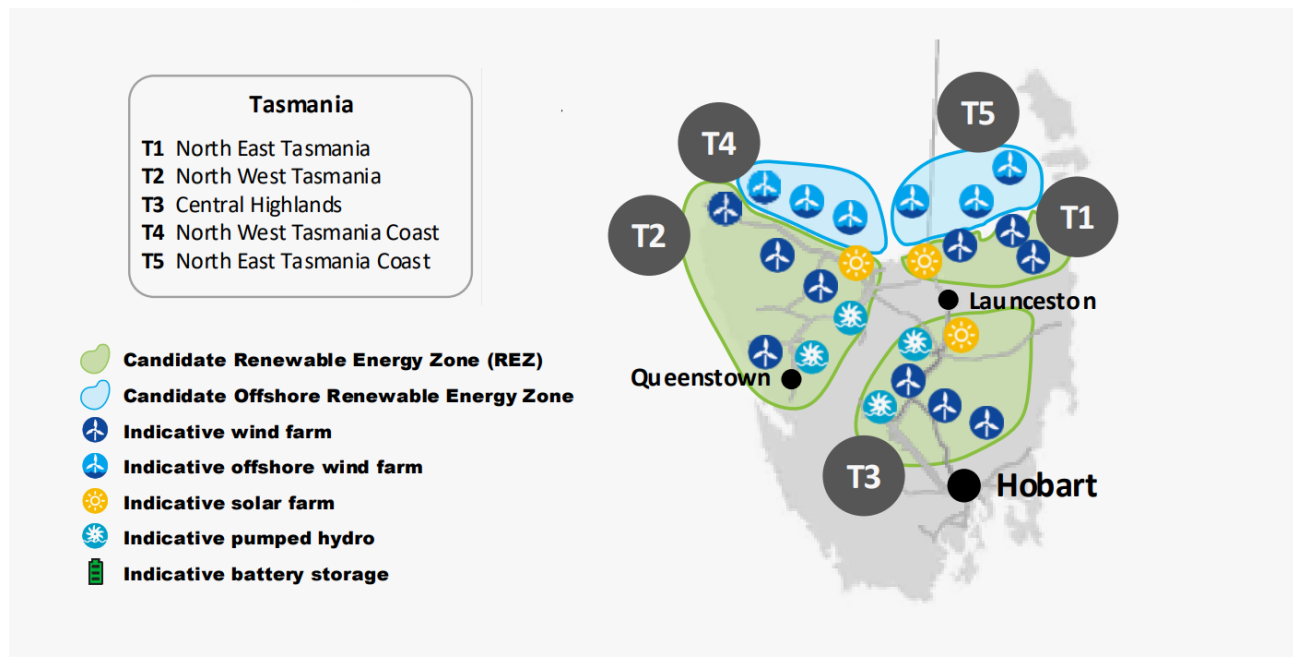 Tasmania
T1 North East Tasmania
T2 North West Tasmania
T3 Central Highlands
T4 North West Tasmania Coast
T5 North East Tasmania Coast
Candidate Renewable Energy Zone (REZ)
Candidate Offshore Renewable Energy Zone
Indicative wind farm
Indicative offshore wind farm
Indicative solar farm
Indicative pumped hydro
Indicative battery storage
T5
T4
T1
T2
Launceston
Queenstown
T3
Hobart